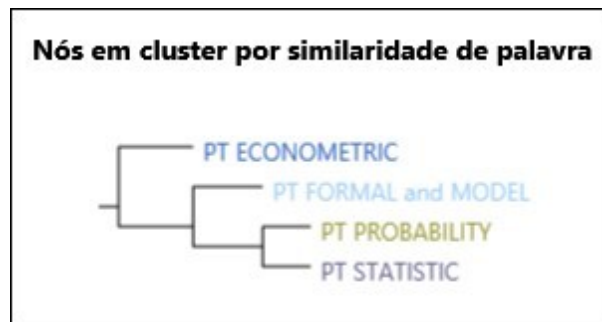 Nós em cluster por similaridade de palavra
PT ECONOMETRIC
PT FORMAL and MODEL
PT PROBABILITY
PT STATISTIC